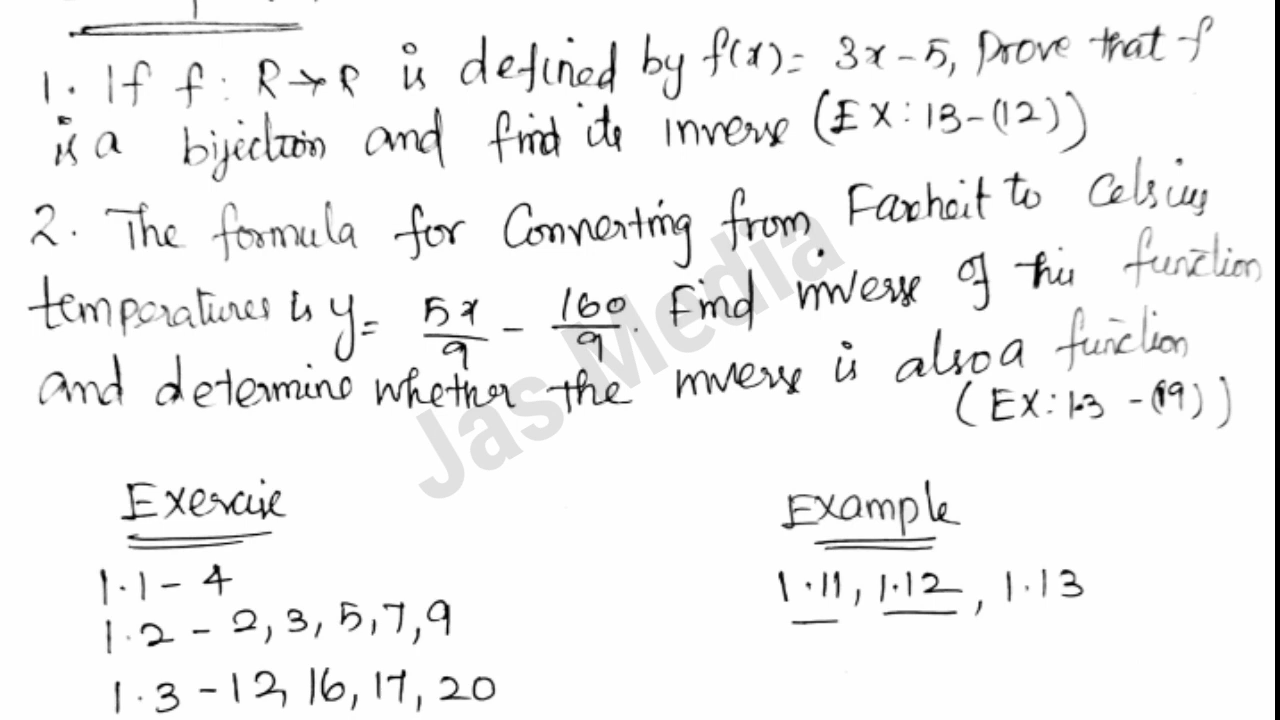 1. If f : R→R is defined by f(x) = 3x-5, Prove that f
is a bijection and find its inverse (EX: 13-(12))
2. The formula for Converting from Farheit to Celsius
temperatures is y = 5x/9 - 160/9. Find inverse of this function
and determine whether the inverse is also a function
(EX: 1.3 - (19))
Exercise
Example
1.1 - 4
1.11, 1.12, 1.13
1.2 - 2, 3, 5, 7, 9
1.3 - 12, 16, 17, 20
Jas Media